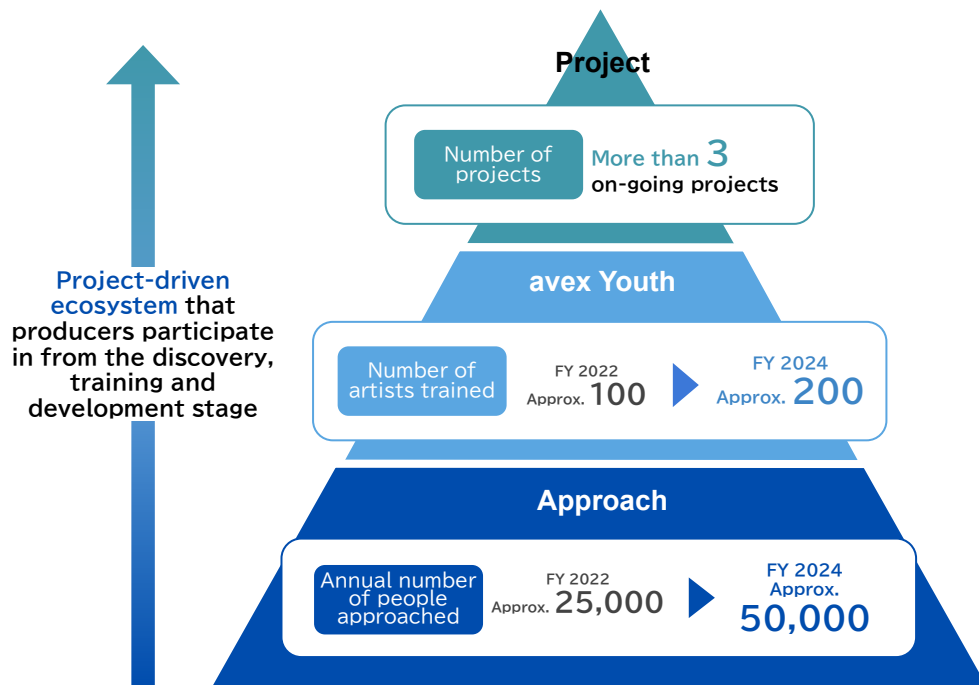 Project
Number of
projects
More than 3
on-going projects
avex Youth
Project-driven
ecosystem that
producers participate
in from the discovery,
training and
development stage
Number of
artists trained
FY 2022
Approx. 100
FY 2024
Approx. 200
Approach
Annual number
of people
approached
FY 2022
Approx. 25,000
FY 2024
Approx.
50,000